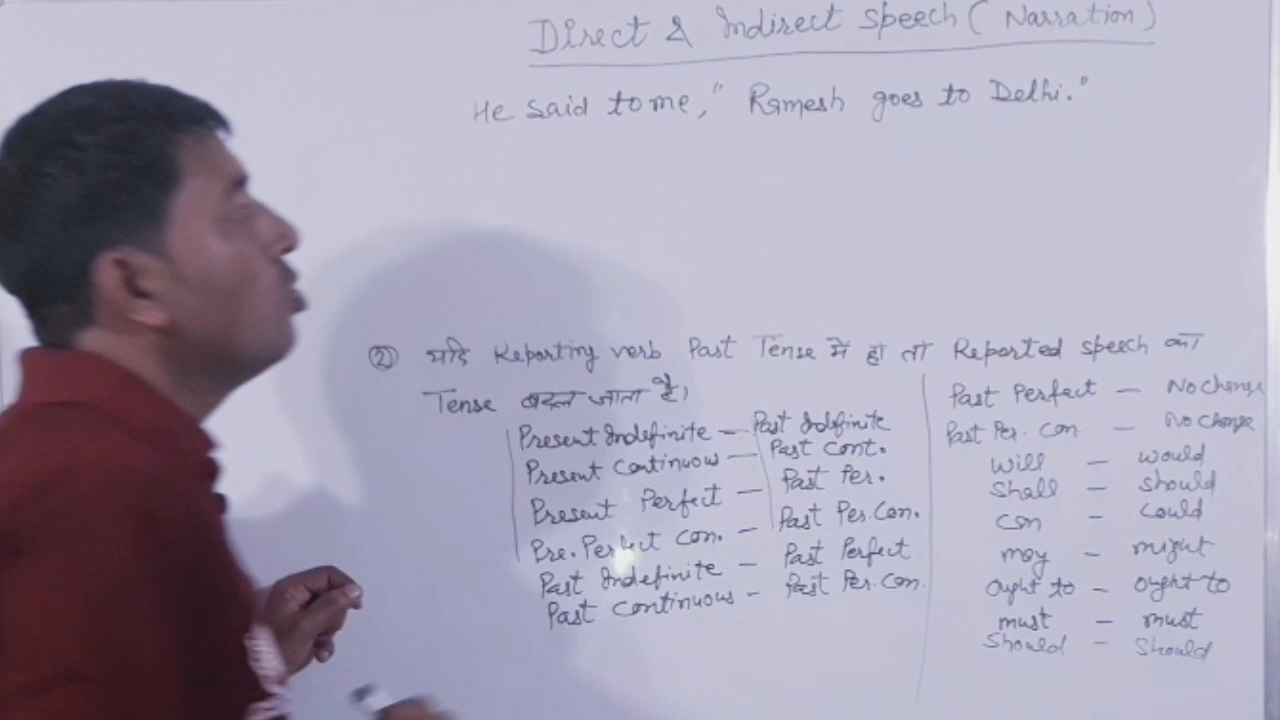 Direct & Indirect Speech (Narration)
He said to me, " Ramesh goes to Delhi."
② यदि Reporting verb Past Tense में हो तो Reported speech का
Tense बदल जाता है।
Present Indefinite – Past Indefinite
Present Continuous – Past Cont.
Present Perfect – Past Per.
Pre. Perfect Con. – Past Per. Con.
Past Indefinite – Past Perfect
Past Continuous – Past Per. Con.
Past Perfect – No change
Past Per. Con – No change
will – would
Shall – should
can – could
may – might
ought to – ought to
must – must
Should – Should